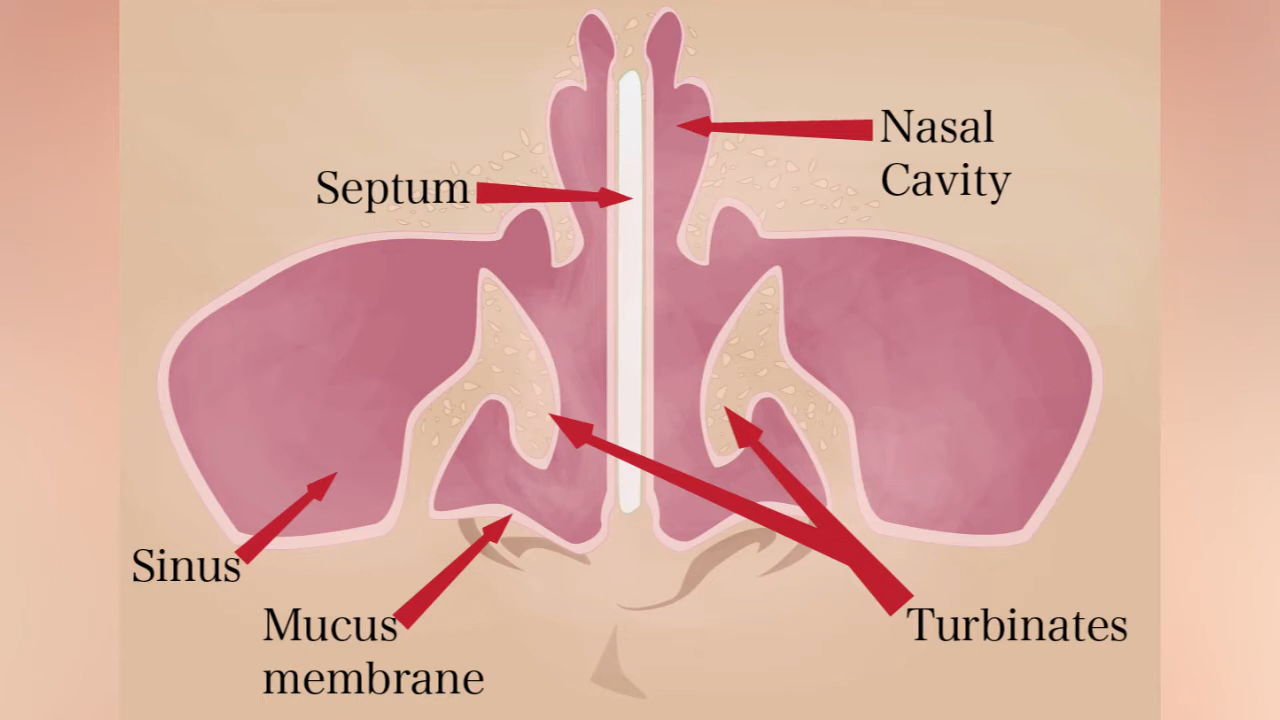 Nasal
Cavity
Septum
Sinus
Mucus
membrane
Turbinates